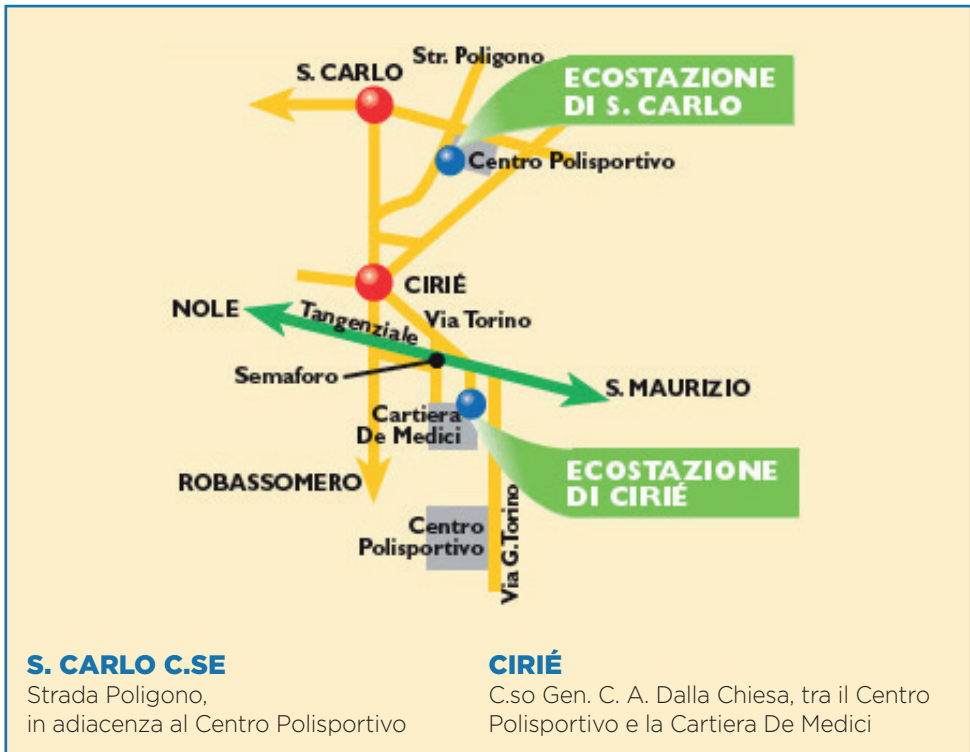 Str. Poligono
S. CARLO
ECOSTAZIONE
DI S. CARLO
Centro Polisportivo
CIRIÉ
NOLE
Tangenziale
Via Torino
Semaforo
S. MAURIZIO
Cartiera
De Medici
ROBASSOMERO
ECOSTAZIONE
DI CIRIÉ
Centro
Polisportivo
Via G.Torino
S. CARLO C.SE
Strada Poligono,
in adiacenza al Centro Polisportivo
CIRIÉ
C.so Gen. C. A. Dalla Chiesa, tra il Centro
Polisportivo e la Cartiera De Medici